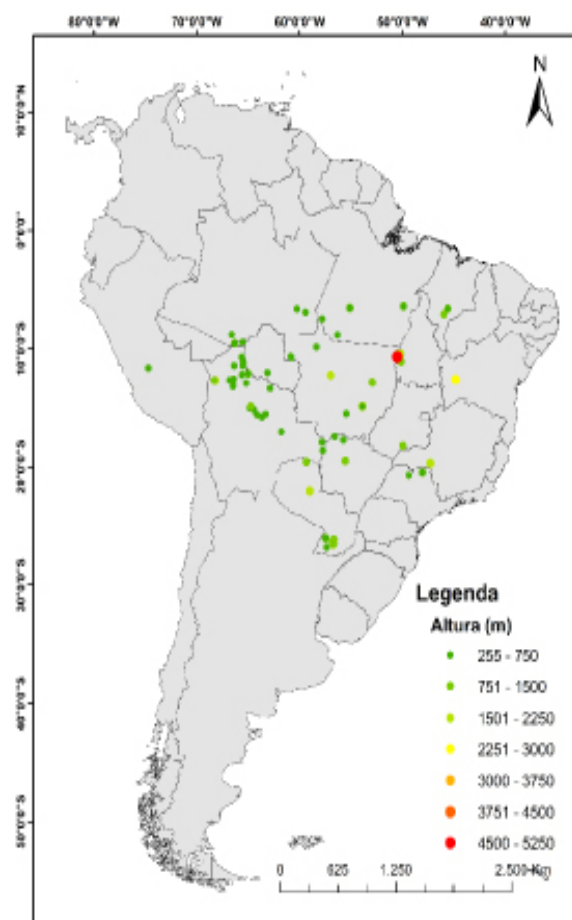 80°0'0"W 70°0'0"W 60°0'0"W 50°0'0"W 40°0'0"W
N
10°0'0"N
0°0'0"
10°0'0"S
20°0'0"S
30°0'0"S
40°0'0"S
50°0'0"S
Legenda
Altura (m)
255 - 750
751 - 1500
1501 - 2250
2251 - 3000
3000 - 3750
3751 - 4500
4500 - 5250
0 625 1.250 2.500